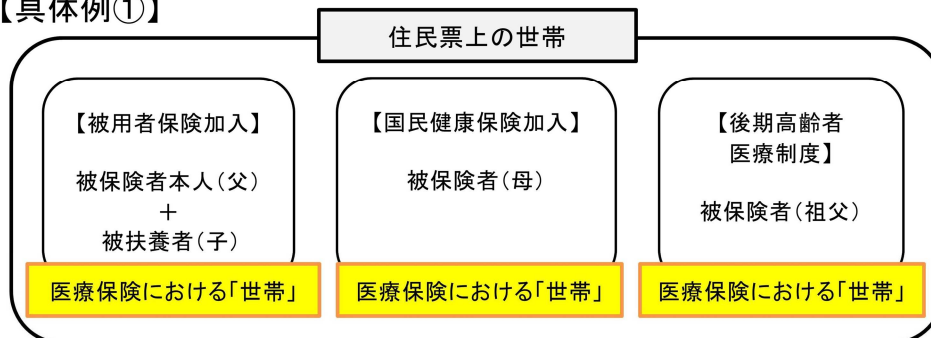 【具体例①】
住民票上の世帯
【被用者保険加入】
被保険者本人(父)
+
被扶養者(子)
医療保険における「世帯」
【国民健康保険加入】
被保険者(母)
医療保険における「世帯」
【後期高齢者
医療制度】
被保険者(祖父)
医療保険における「世帯」